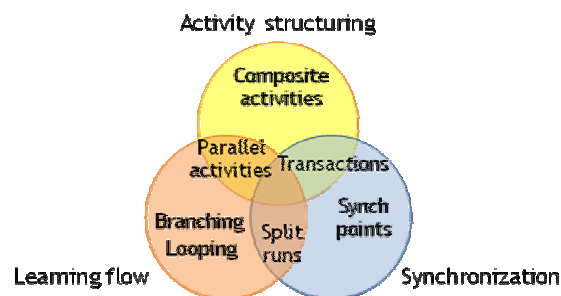 Activity structuring
Composite
activities
Parallel
activities
Transactions
Branching
Looping
Split
runs
Synch
points
Learning flow
Synchronization